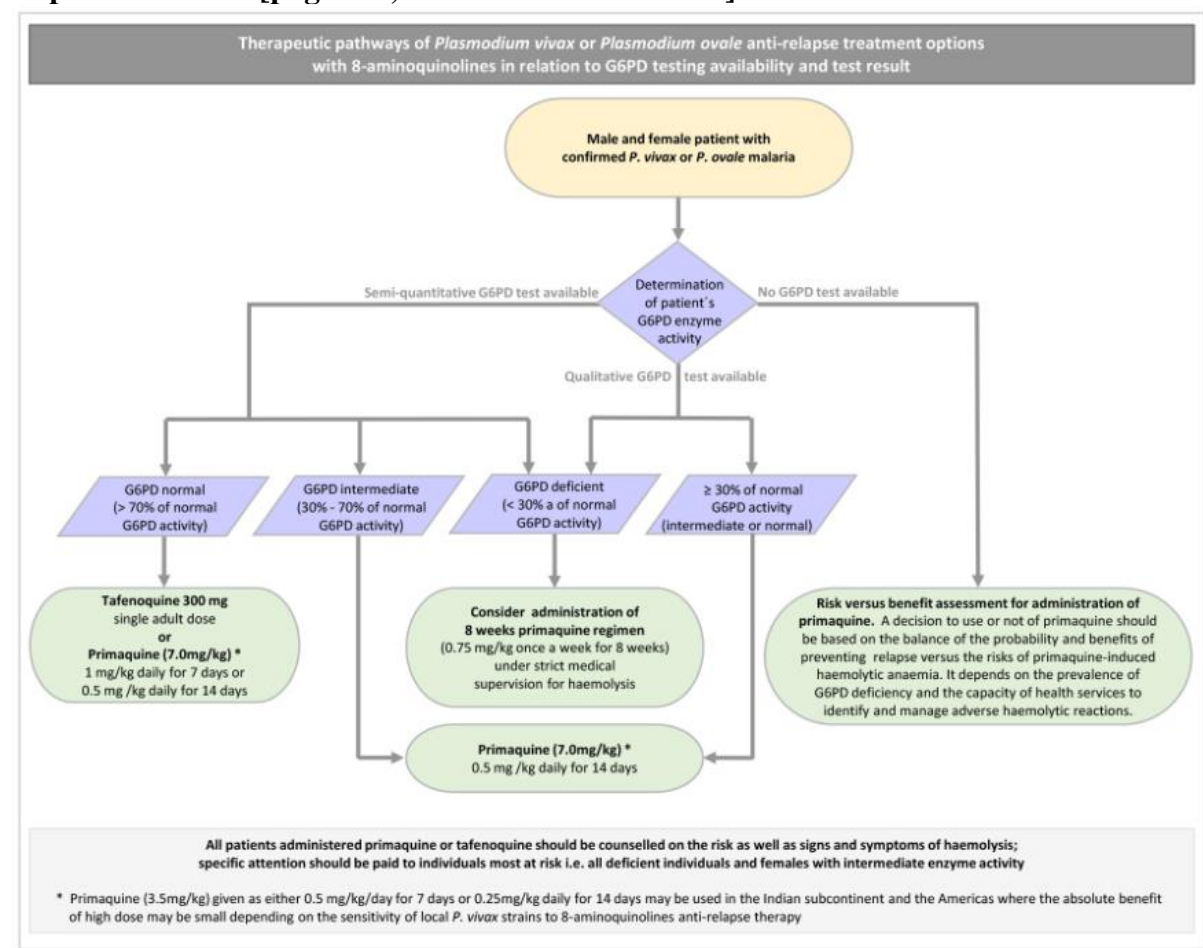 Therapeutic pathways of Plasmodium vivax or Plasmodium ovale anti-relapse treatment options
with 8-aminoquinolines in relation to G6PD testing availability and test result
Male and female patient with
confirmed P. vivax or P. ovale malaria
Determination
of patient´s
G6PD enzyme
activity
Semi-quantitative G6PD test available
No G6PD test available
Qualitative G6PD test available
G6PD normal
(> 70% of normal
G6PD activity)
G6PD intermediate
(30% - 70% of normal
G6PD activity)
G6PD deficient
(< 30% a of normal
G6PD activity)
≥ 30% of normal
G6PD activity
(intermediate or normal)
Tafenoquine 300 mg
single adult dose
or
Primaquine (7.0mg/kg) *
1 mg/kg daily for 7 days or
0.5 mg /kg daily for 14 days
Consider administration of
8 weeks primaquine regimen
(0.75 mg/kg once a week for 8 weeks)
under strict medical
supervision for haemolysis
Risk versus benefit assessment for administration of
primaquine. A decision to use or not of primaquine should
be based on the balance of the probability and benefits of
preventing relapse versus the risks of primaquine-induced
haemolytic anaemia. It depends on the prevalence of
G6PD deficiency and the capacity of health services to
identify and manage adverse haemolytic reactions.
Primaquine (7.0mg/kg) *
0.5 mg /kg daily for 14 days
All patients administered primaquine or tafenoquine should be counselled on the risk as well as signs and symptoms of haemolysis;
specific attention should be paid to individuals most at risk i.e. all deficient individuals and females with intermediate enzyme activity
* Primaquine (3.5mg/kg) given as either 0.5 mg/kg/day for 7 days or 0.25mg/kg daily for 14 days may be used in the Indian subcontinent and the Americas where the absolute benefit
of high dose may be small depending on the sensitivity of local P. vivax strains to 8-aminoquinolines anti-relapse therapy